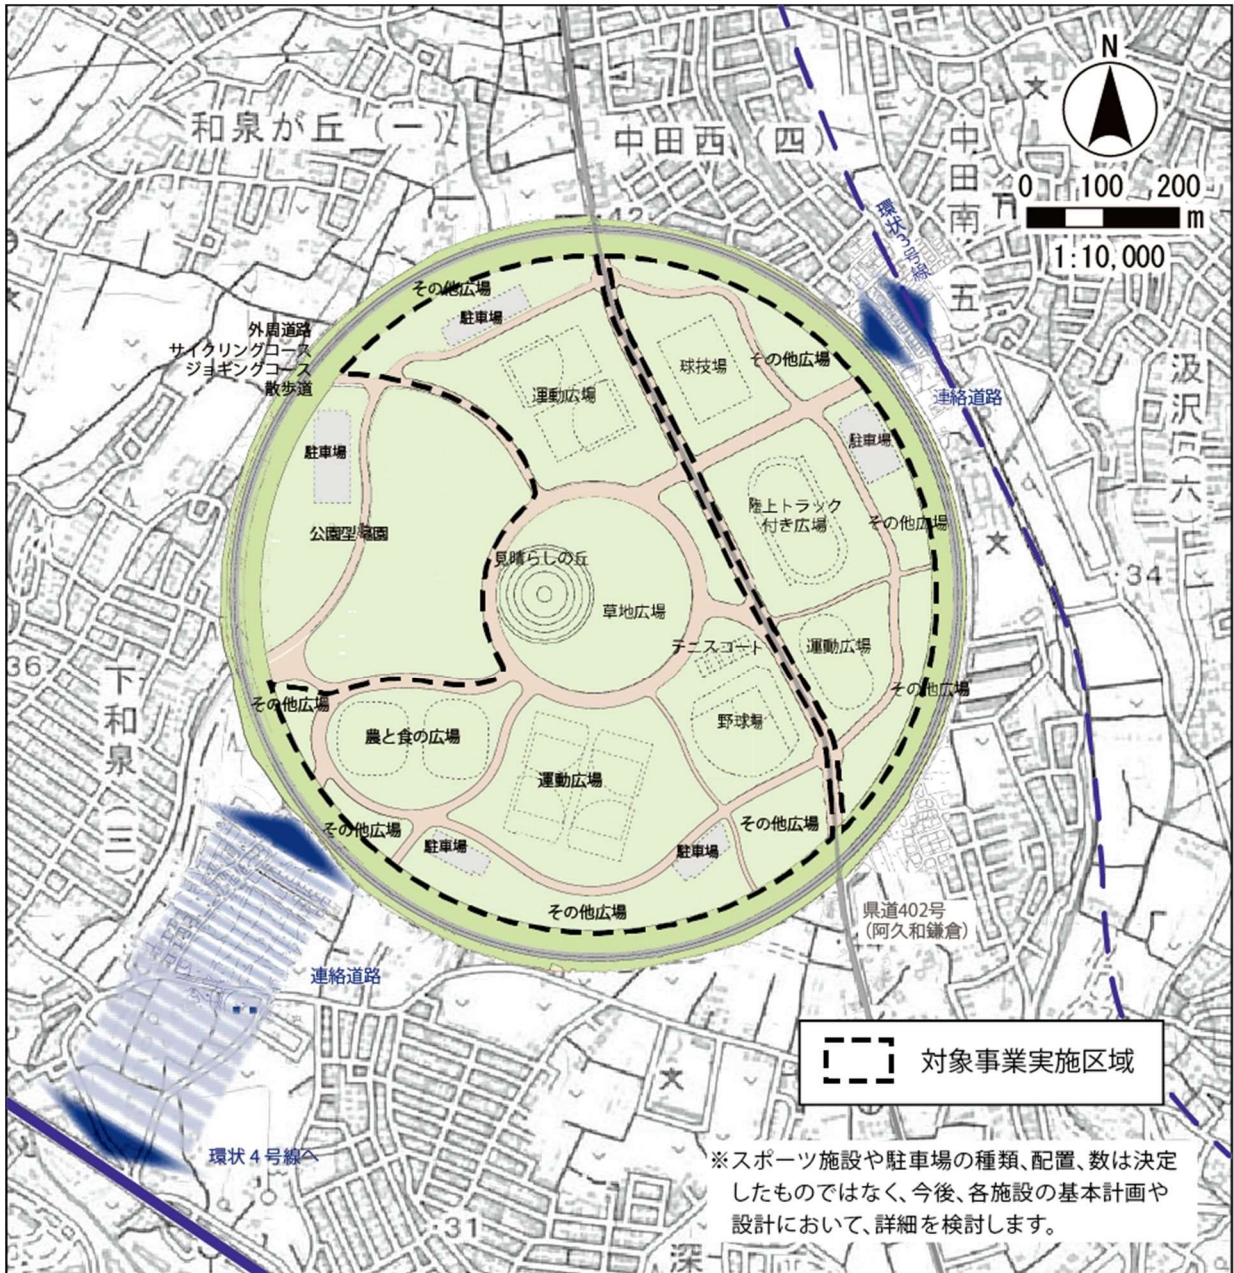 N
和泉が丘(一)
中田西(四)
中田南(五)
0 100 200
m
1:10,000
42
環状3号線
その他広場
駐車場
外周道路
サイクリングコース
ジョギングコース
散歩道
運動広場
球技場
その他広場
連絡道路
汲沢(六)
駐車場
駐車場
陸上トラック
付き広場
その他広場
公園型墓園
見晴らしの丘
草地広場
34
テニスコート
運動広場
36
下和泉(三)
その他広場
その他広場
農と食の広場
野球場
運動広場
その他広場
駐車場
駐車場
その他広場
その他広場
県道402号
(阿久和鎌倉)
連絡道路
対象事業実施区域
環状4号線へ
※スポーツ施設や駐車場の種類、配置、数は決定
したものではなく、今後、各施設の基本計画や
設計において、詳細を検討します。
31
深